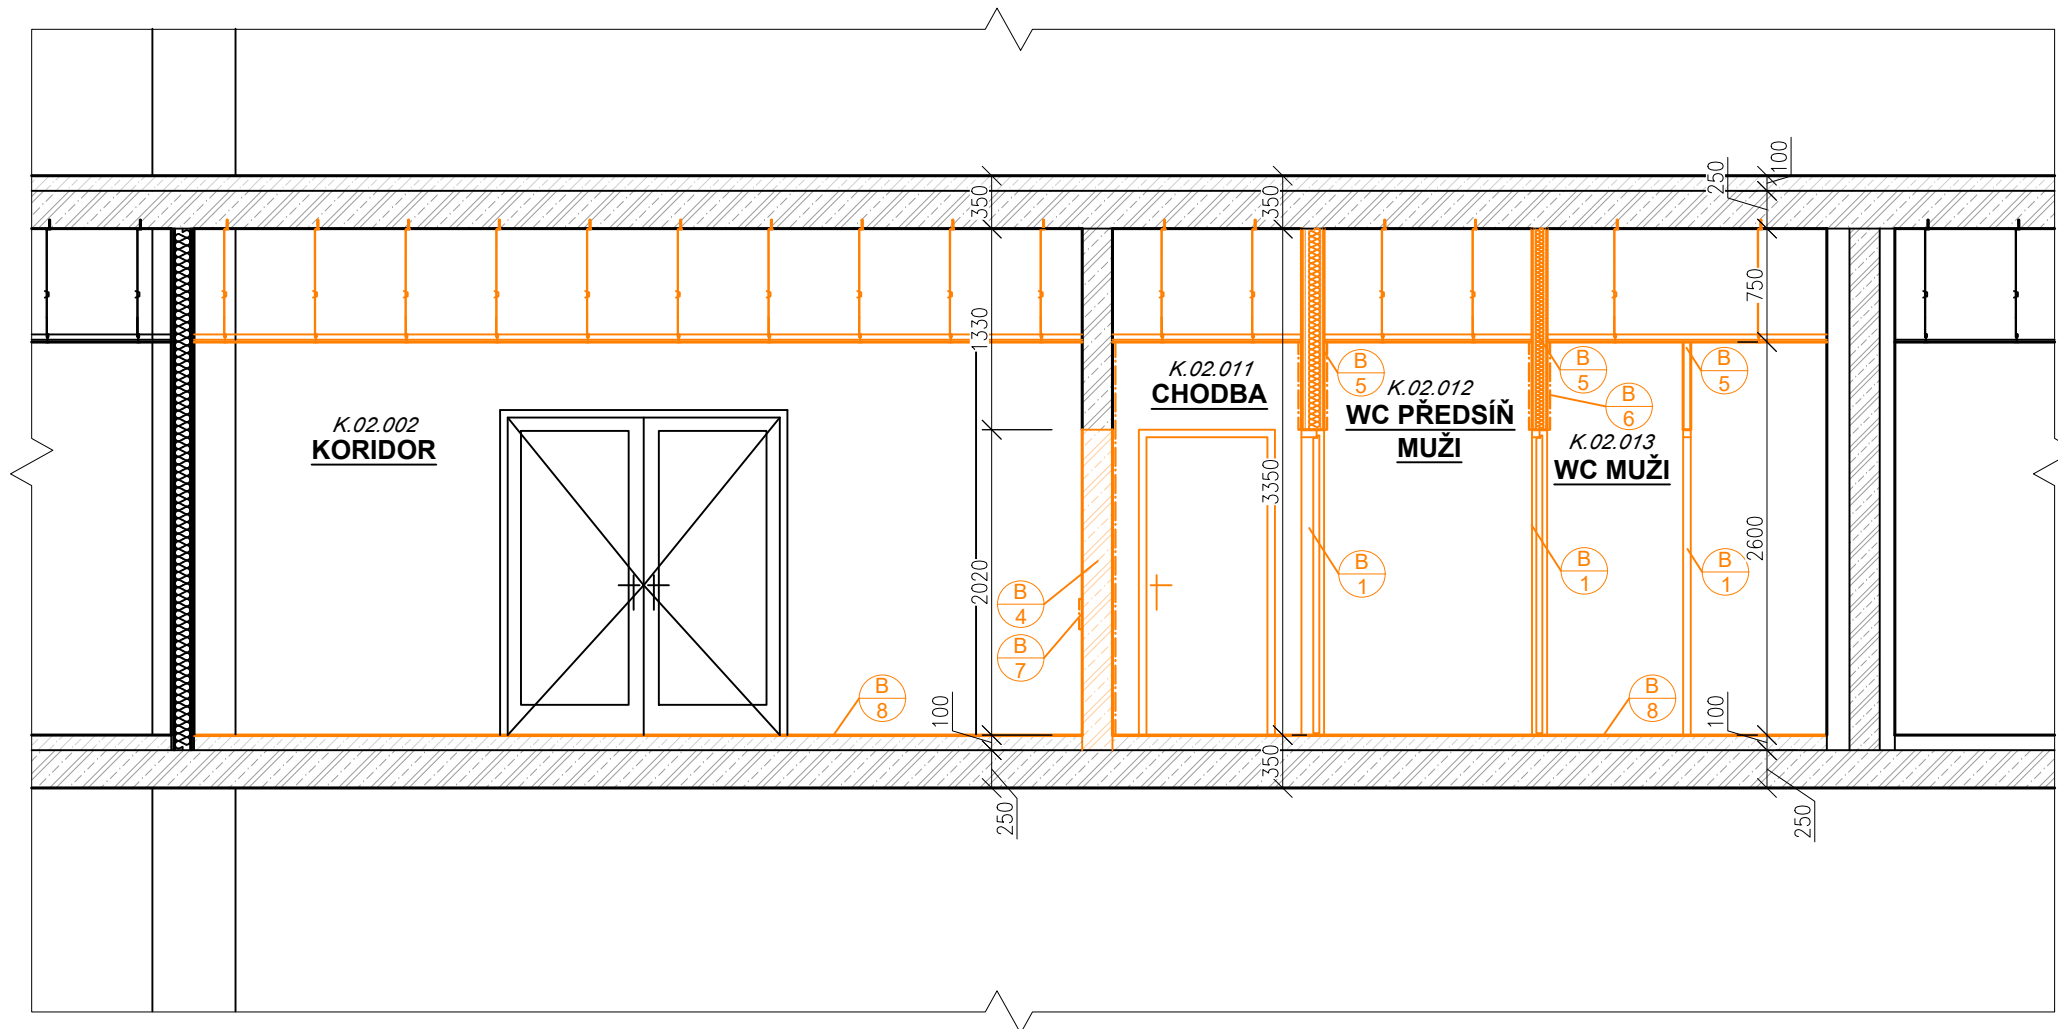 100
250
350
350
750
1330
K.02.011
CHODBA
B
5
K.02.012
WC PŘEDSÍŇ
MUŽI
B
5
B
6
B
5
K.02.002
KORIDOR
K.02.013
WC MUŽI
3350
2600
2020
B
4
B
7
B
1
B
1
B
1
B
8
100
B
8
100
350
250
250